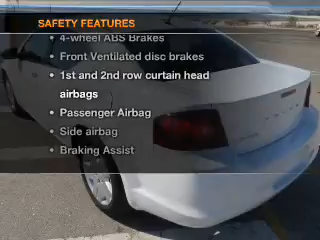 SAFETY FEATURES
• 4-wheel ABS Brakes
• Front Ventilated disc brakes
• 1st and 2nd row curtain head
airbags
• Passenger Airbag
• Side airbag
• Braking Assist